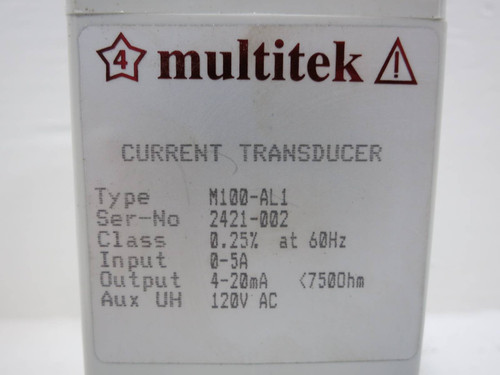 4 multitek !
CURRENT TRANSDUCER
Type M100-AL1
Ser-No 2421-002
Class 0.25% at 60Hz
Input 0-5A
Output 4-20mA <750Ohm
Aux UH 120V AC